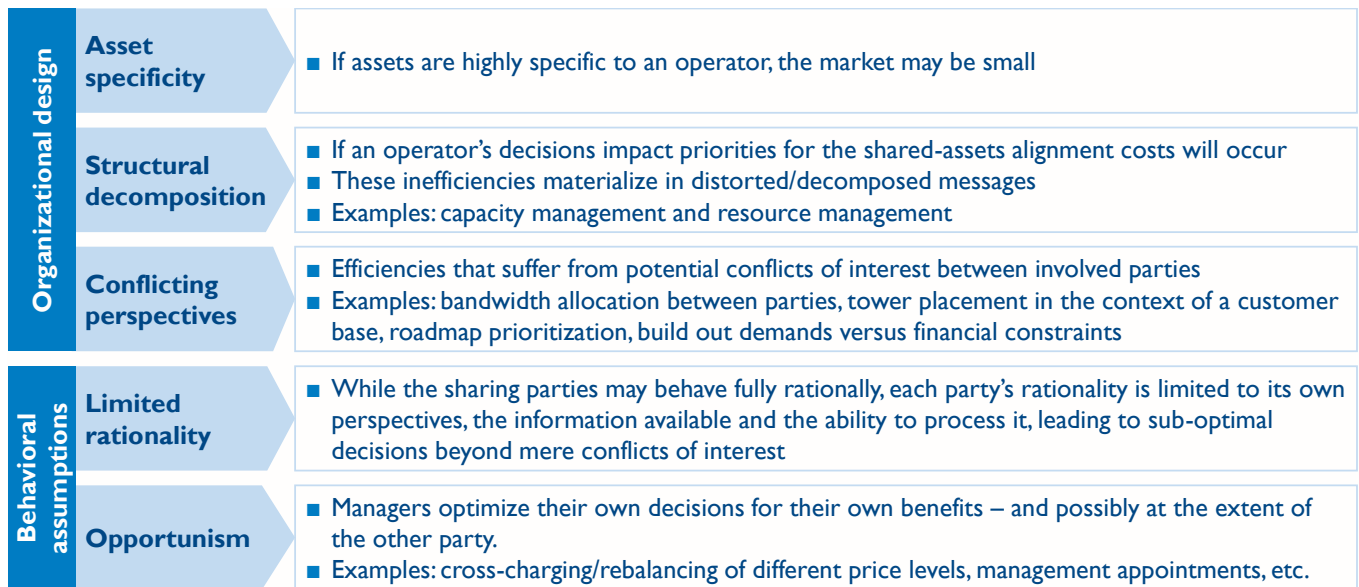 Organizational design
Asset
specificity
■ If assets are highly specific to an operator, the market may be small
Structural
decomposition
■ If an operator's decisions impact priorities for the shared-assets alignment costs will occur
■ These inefficiencies materialize in distorted/decomposed messages
■ Examples: capacity management and resource management
Conflicting
perspectives
■ Efficiencies that suffer from potential conflicts of interest between involved parties
■ Examples: bandwidth allocation between parties, tower placement in the context of a customer
base, roadmap prioritization, build out demands versus financial constraints
Behavioral
assumptions
Limited
rationality
■ While the sharing parties may behave fully rationally, each party's rationality is limited to its own
perspectives, the information available and the ability to process it, leading to sub-optimal
decisions beyond mere conflicts of interest
Opportunism
■ Managers optimize their own decisions for their own benefits – and possibly at the extent of
the other party.
■ Examples: cross-charging/rebalancing of different price levels, management appointments, etc.